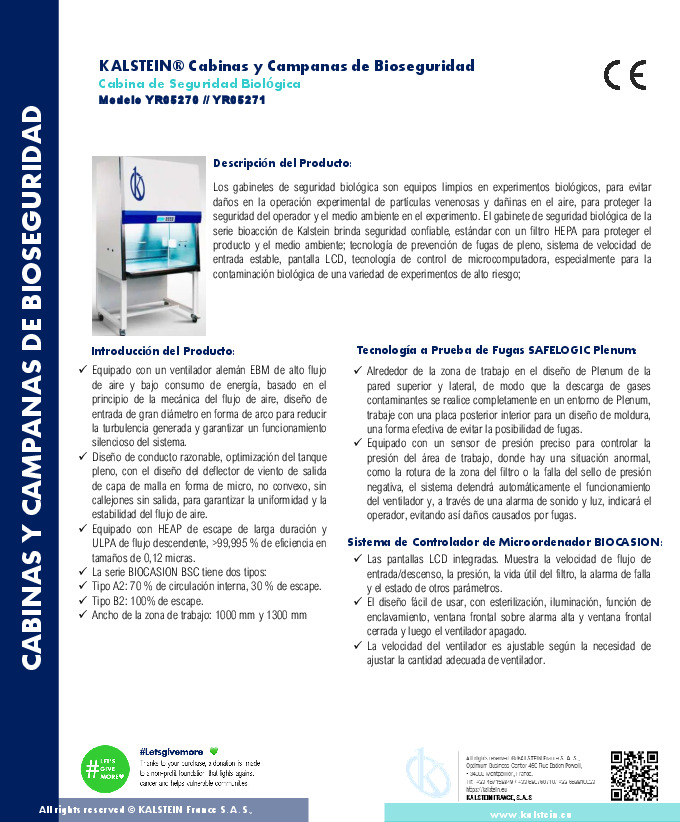 CABINAS Y CAMPANAS DE BIOSEGURIDAD
KALSTEIN® Cabinas y Campanas de Bioseguridad
Cabina de Seguridad Biológica
Modelo YR05270 // YR05271
CE
Descripción del Producto:
Los gabinetes de seguridad biológica son equipos limpios en experimentos biológicos, para evitar
daños en la operación experimental de partículas venenosas y dañinas en el aire, para proteger la
seguridad del operador y el medio ambiente en el experimento. El gabinete de seguridad biológica de la
serie bioacción de Kalstein brinda seguridad confiable, estándar con un filtro HEPA para proteger el
producto y el medio ambiente; tecnología de prevención de fugas de pleno, sistema de velocidad de
entrada estable, pantalla LCD, tecnología de control de microcomputadora, especialmente para la
contaminación biológica de una variedad de experimentos de alto riesgo;
Introducción del Producto:
✓ Equipado con un ventilador alemán EBM de alto flujo
de aire y bajo consumo de energía, basado en el
principio de la mecánica del flujo de aire, diseño de
entrada de gran diámetro en forma de arco para reducir
la turbulencia generada y garantizar un funcionamiento
silencioso del sistema.
✓ Diseño de conducto razonable, optimización del tanque
pleno, con el diseño del deflector de viento de salida
de capa de malla en forma de micro, no convexo, sin
callejones sin salida, para garantizar la uniformidad y la
estabilidad del flujo de aire.
✓ Equipado con HEAP de escape de larga duración y
ULPA de flujo descendente, >99,995 % de eficiencia en
tamaños de 0,12 micras.
✓ La serie BIOCASION BSC tiene dos tipos:
✓ Tipo A2: 70 % de circulación interna, 30 % de escape.
✓ Tipo B2: 100% de escape.
✓ Ancho de la zona de trabajo: 1000 mm y 1300 mm
Tecnología a Prueba de Fugas SAFELOGIC Plenum:
✓ Alrededor de la zona de trabajo en el diseño de Plenum de la
pared superior y lateral, de modo que la descarga de gases
contaminantes se realice completamente en un entorno de Plenum,
trabaje con una placa posterior interior para un diseño de moldura,
una forma efectiva de evitar la posibilidad de fugas.
✓ Equipado con un sensor de presión preciso para controlar la
presión del área de trabajo, donde hay una situación anormal,
como la rotura de la zona del filtro o la falla del sello de presión
negativa, el sistema detendrá automáticamente el funcionamiento
del ventilador y, a través de una alarma de sonido y luz, indicará el
operador, evitando así daños causados por fugas.
Sistema de Controlador de Microordenador BIOCASION:
✓ Las pantallas LCD integradas. Muestra la velocidad de flujo de
entrada/descenso, la presión, la vida útil del filtro, la alarma de falla
y el estado de otros parámetros.
✓ El diseño fácil de usar, con esterilización, iluminación, función de
enclavamiento, ventana frontal sobre alarma alta y ventana frontal
cerrada y luego el ventilador apagado.
✓ La velocidad del ventilador es ajustable según la necesidad de
ajustar la cantidad adecuada de ventilador.
# LET'S
GIVE
MORE
#Letsgivemore
Thanks to your purchase, a donation is made
to a non-profit foundation that fights against
cancer and helps vulnerable communities
All rights reserved © KALSTEIN France S. A. S.,
KALSTEIN FRANCE, S.A.S
All rights reserved © KALSTEIN France S. A. S.,
www.kalstein.eu